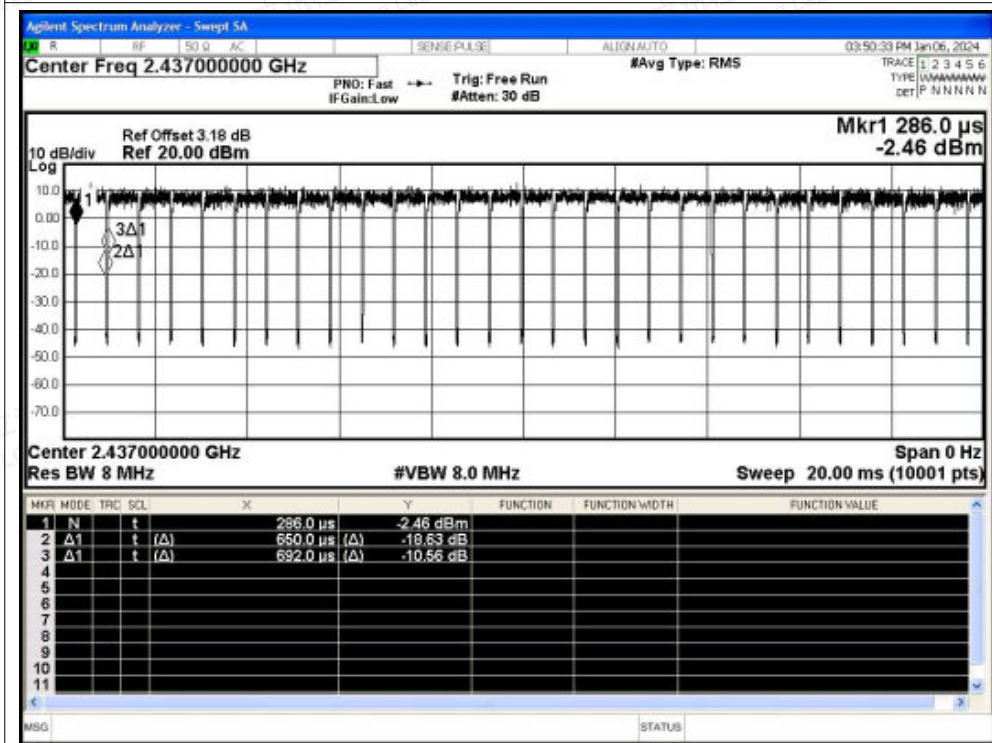 Agilent Spectrum Analyzer - Swept SA
LXI R RF 50 Ω AC SENSE:PULSE ALIGN AUTO 03:50:33 PM Jan 06, 2024
Center Freq 2.437000000 GHz #Avg Type: RMS TRACE 1 2 3 4 5 6
PNO: Fast Trig: Free Run TYPE
IFGain:Low #Atten: 30 dB DET P N N N N N
Mkr1 286.0 µs
Ref Offset 3.18 dB
10 dB/div Ref 20.00 dBm -2.46 dBm
Log
10.0
1
0.00
3Δ1
-10.0
2Δ1
-20.0
-30.0
-40.0
-50.0
-60.0
-70.0
Center 2.437000000 GHz Span 0 Hz
Res BW 8 MHz #VBW 8.0 MHz Sweep 20.00 ms (10001 pts)
MKR MODE TRC SCL X Y FUNCTION FUNCTION WIDTH FUNCTION VALUE
1 N t 286.0 µs -2.46 dBm
2 Δ1 t (Δ) 650.0 µs (Δ) -18.63 dB
3 Δ1 t (Δ) 692.0 µs (Δ) -10.56 dB
4
5
6
7
8
9
10
11
MSG STATUS